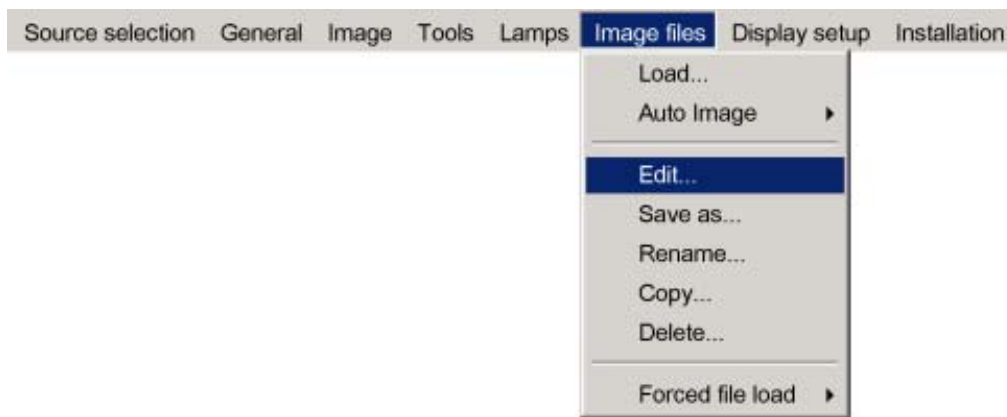 Source selection General Image Tools Lamps Image files Display setup Installation
Load...
Auto Image
Edit...
Save as...
Rename...
Copy...
Delete...
Forced file load